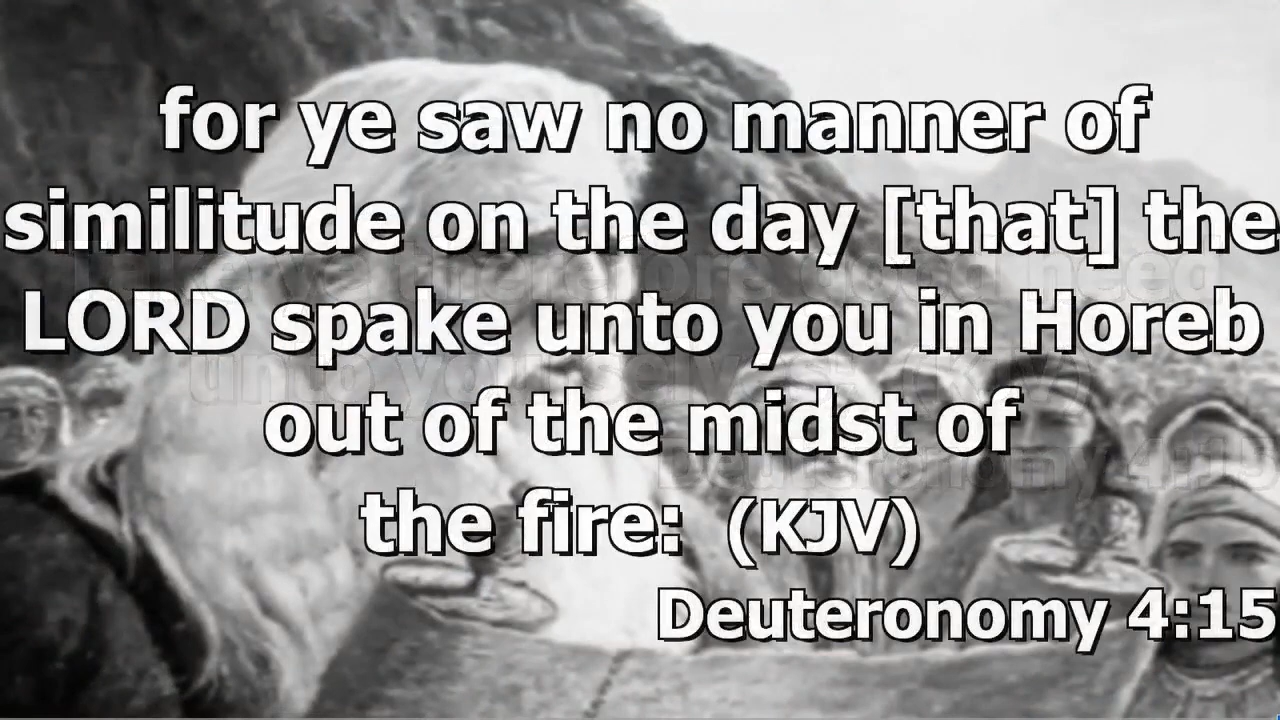 for ye saw no manner of
similitude on the day [that] the
LORD spake unto you in Horeb
out of the midst of
the fire: (KJV)
Deuteronomy 4:15